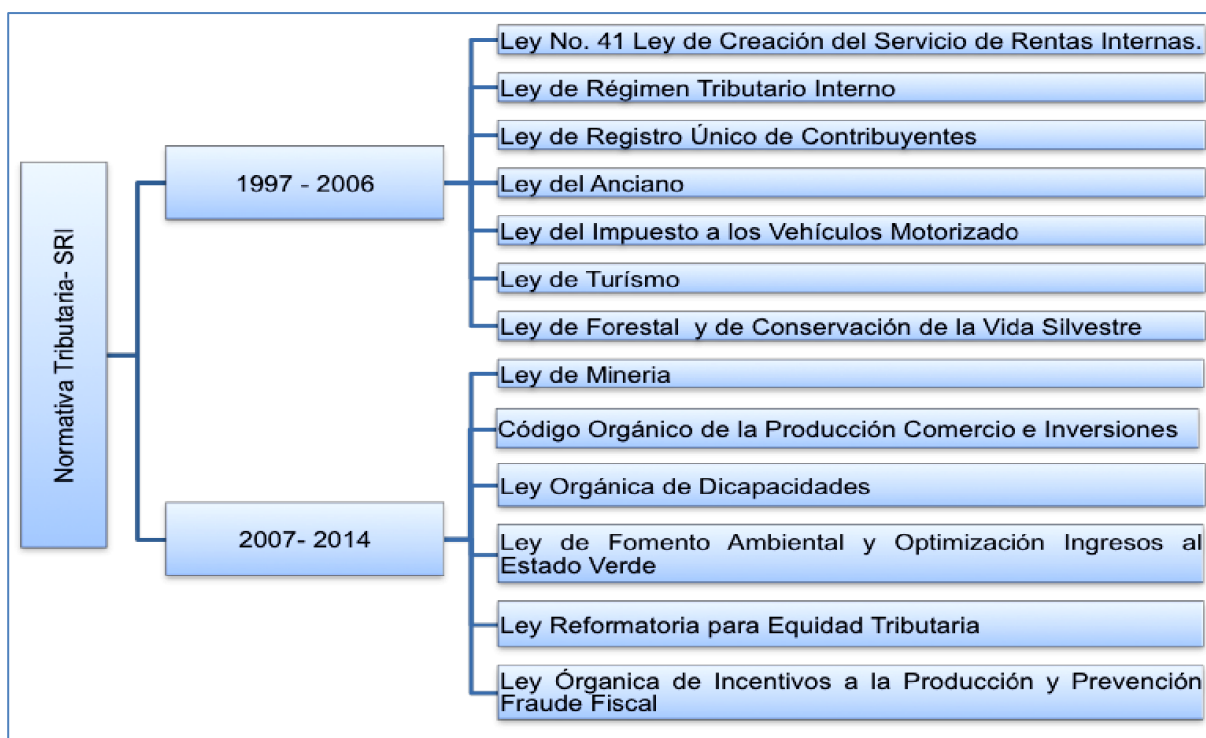 Normativa Tributaria- SRI
1997 - 2006
Ley No. 41 Ley de Creación del Servicio de Rentas Internas.
Ley de Régimen Tributario Interno
Ley de Registro Único de Contribuyentes
Ley del Anciano
Ley del Impuesto a los Vehículos Motorizado
Ley de Turísmo
Ley de Forestal y de Conservación de la Vida Silvestre
2007- 2014
Ley de Mineria
Código Orgánico de la Producción Comercio e Inversiones
Ley Orgánica de Dicapacidades
Ley de Fomento Ambiental y Optimización Ingresos al
Estado Verde
Ley Reformatoria para Equidad Tributaria
Ley Órganica de Incentivos a la Producción y Prevención
Fraude Fiscal